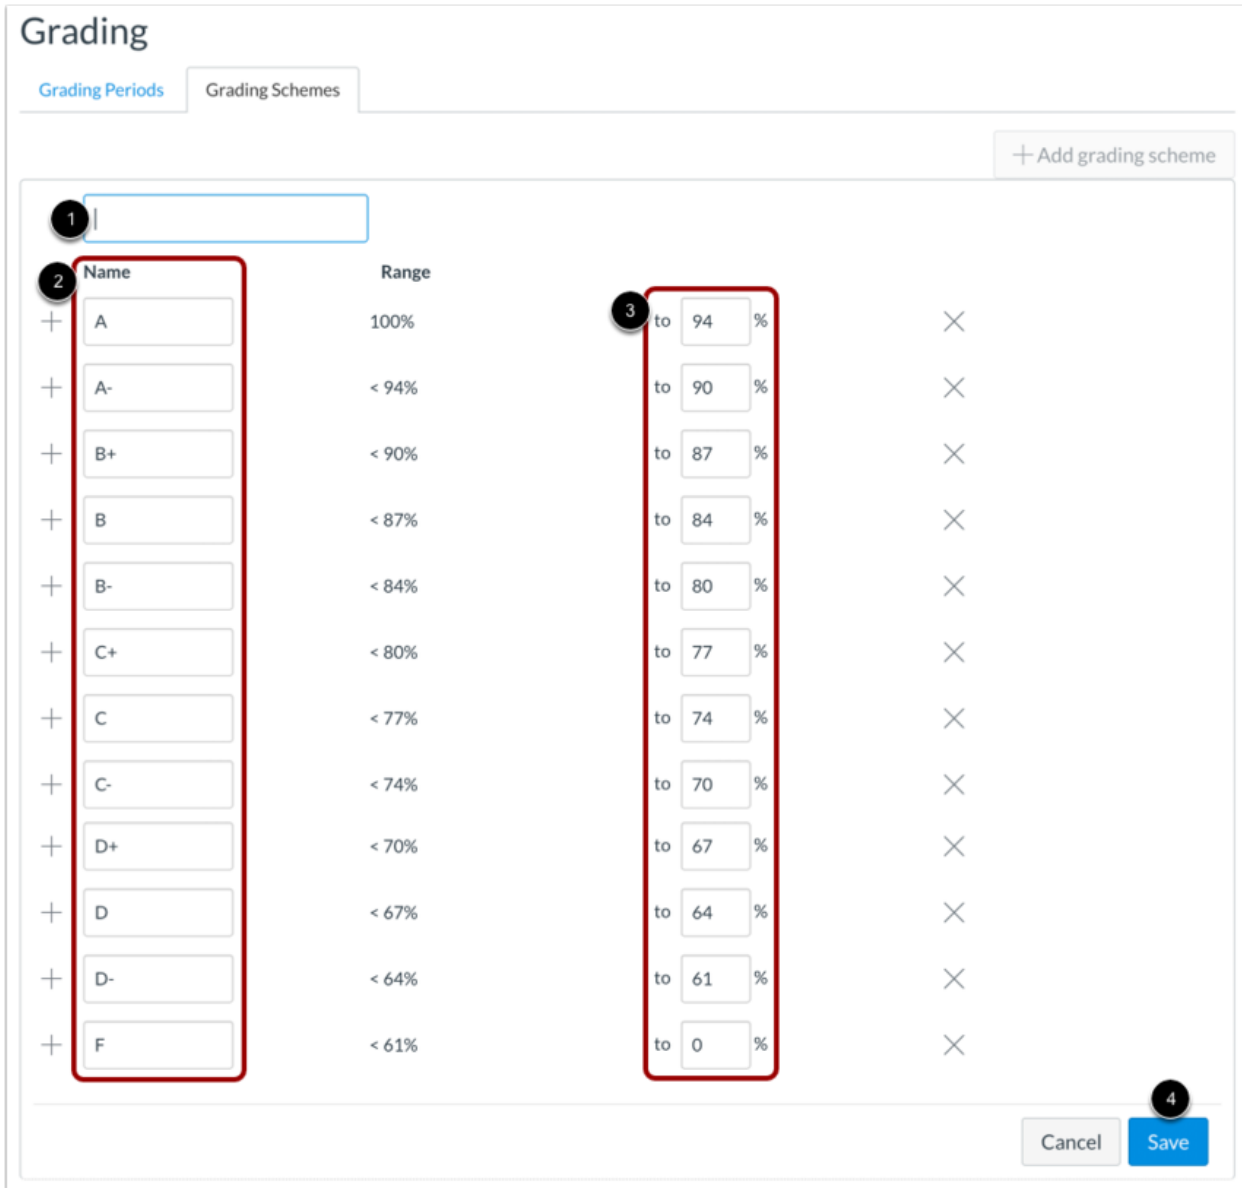 Grading
Grading Periods Grading Schemes
+ Add grading scheme
1
2 Name Range
+ A 100% 3 to 94 % ×
+ A- < 94% to 90 % ×
+ B+ < 90% to 87 % ×
+ B < 87% to 84 % ×
+ B- < 84% to 80 % ×
+ C+ < 80% to 77 % ×
+ C < 77% to 74 % ×
+ C- < 74% to 70 % ×
+ D+ < 70% to 67 % ×
+ D < 67% to 64 % ×
+ D- < 64% to 61 % ×
+ F < 61% to 0 % ×
4
Cancel Save